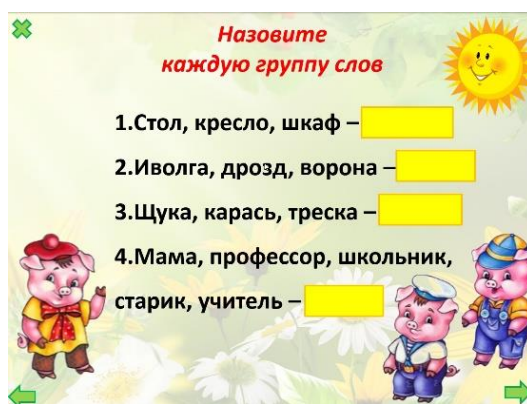 Назовите
каждую группу слов
1.Стол, кресло, шкаф –
2.Иволга, дрозд, ворона –
3.Щука, карась, треска –
4.Мама, профессор, школьник,
старик, учитель –